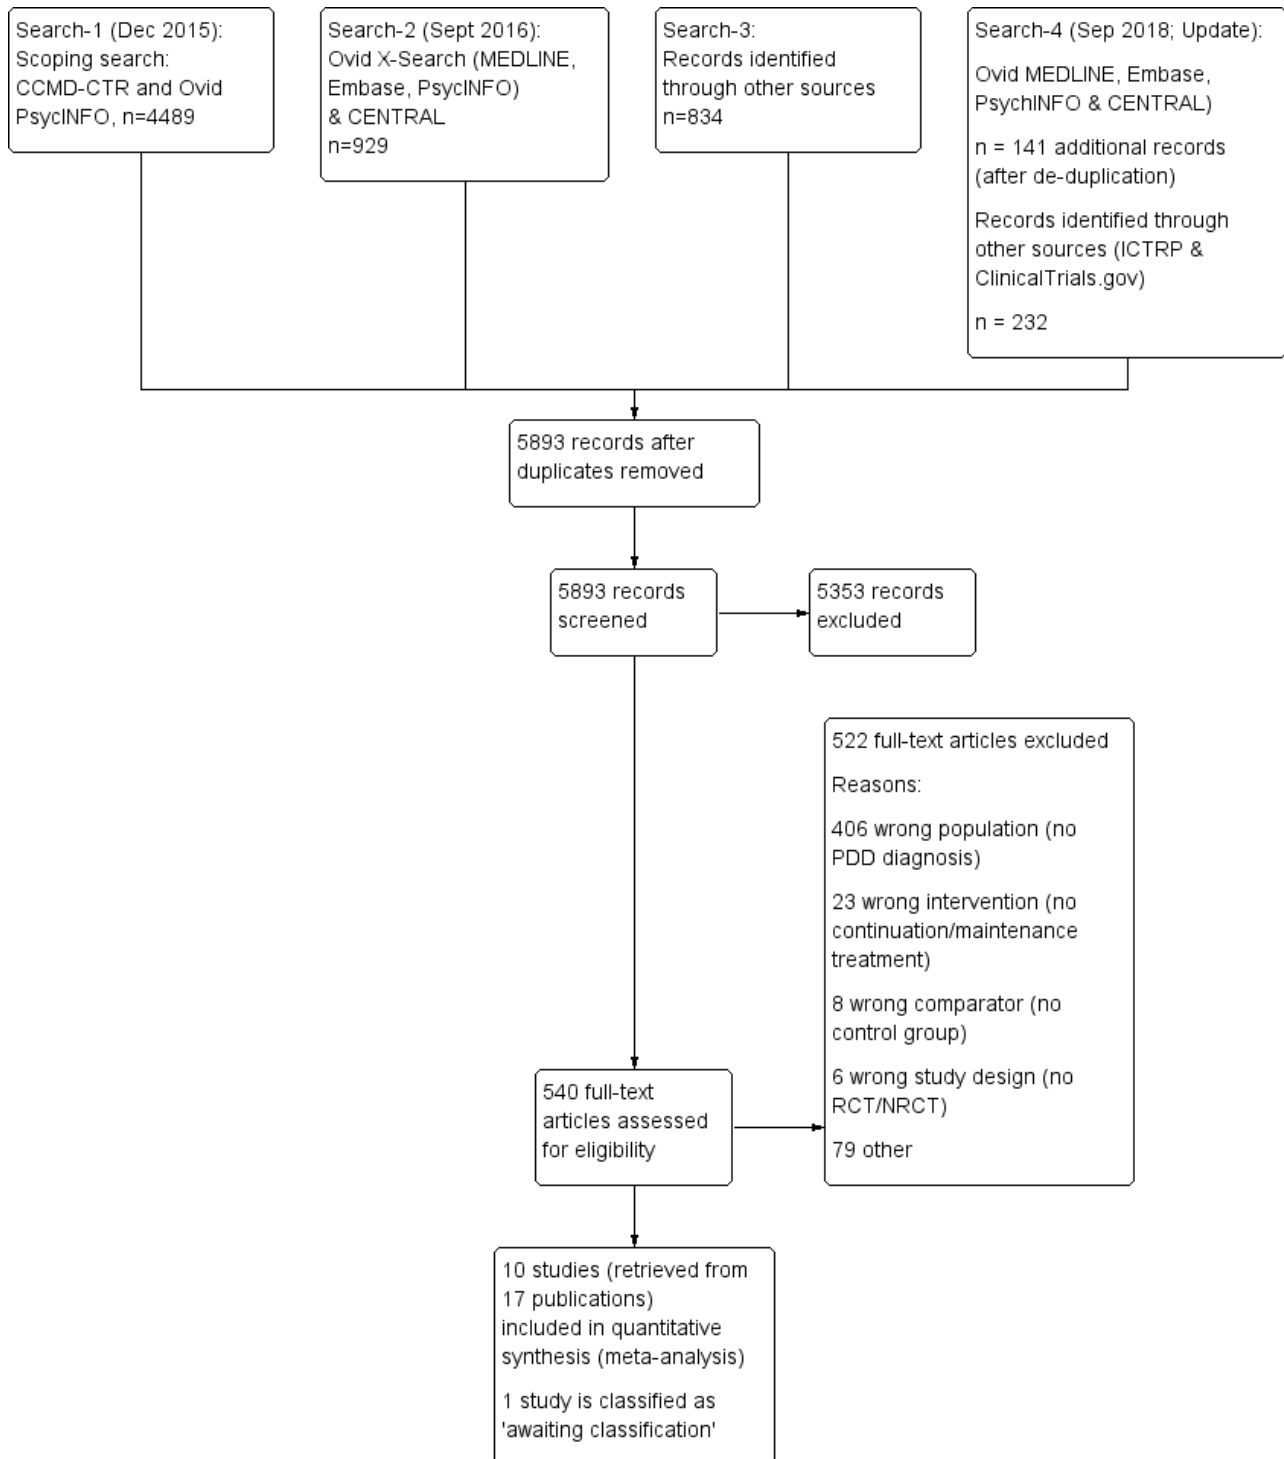 Search-1 (Dec 2015):
Scoping search:
CCMD-CTR and Ovid
PsycINFO, n=4489
Search-2 (Sept 2016):
Ovid X-Search (MEDLINE,
Embase, PsycINFO)
& CENTRAL
n=929
Search-3:
Records identified
through other sources
n=834
Search-4 (Sep 2018; Update):
Ovid MEDLINE, Embase,
PsychINFO & CENTRAL)
n = 141 additional records
(after de-duplication)
Records identified through
other sources (ICTRP &
ClinicalTrials.gov)
n = 232
5893 records after
duplicates removed
5893 records
screened
5353 records
excluded
522 full-text articles excluded
Reasons:
406 wrong population (no
PDD diagnosis)
23 wrong intervention (no
continuation/maintenance
treatment)
8 wrong comparator (no
control group)
6 wrong study design (no
RCT/NRCT)
79 other
540 full-text
articles assessed
for eligibility
10 studies (retrieved from
17 publications)
included in quantitative
synthesis (meta-analysis)
1 study is classified as
'awaiting classification'